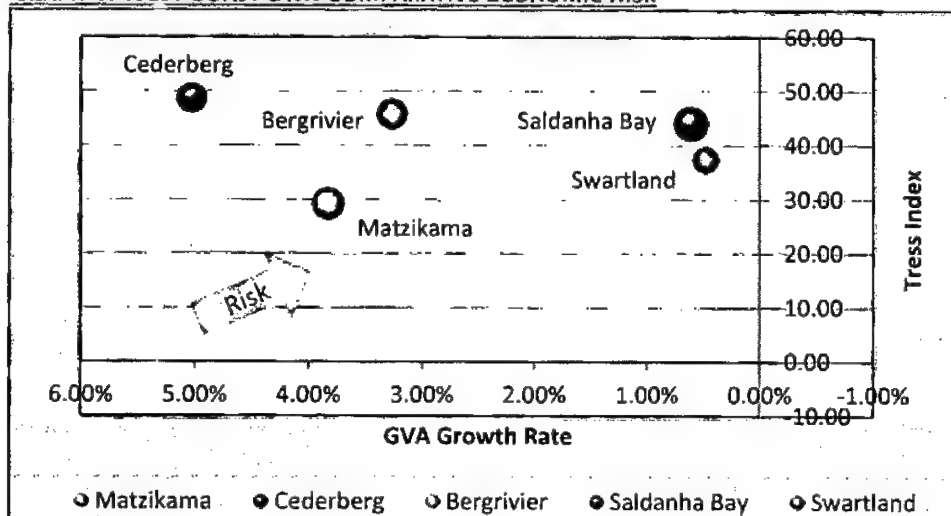 60.00
Cederberg
50.00
Bergrivier
Saldanha Bay
40.00
Swartland
30.00
Matzikama
Tress Index
20.00
Risk
10.00
0.00
6.00% 5.00% 4.00% 3.00% 2.00% 1.00% 0.00% -1.00%
-10.00
GVA Growth Rate
Matzikama Cederberg Bergrivier Saldanha Bay Swartland